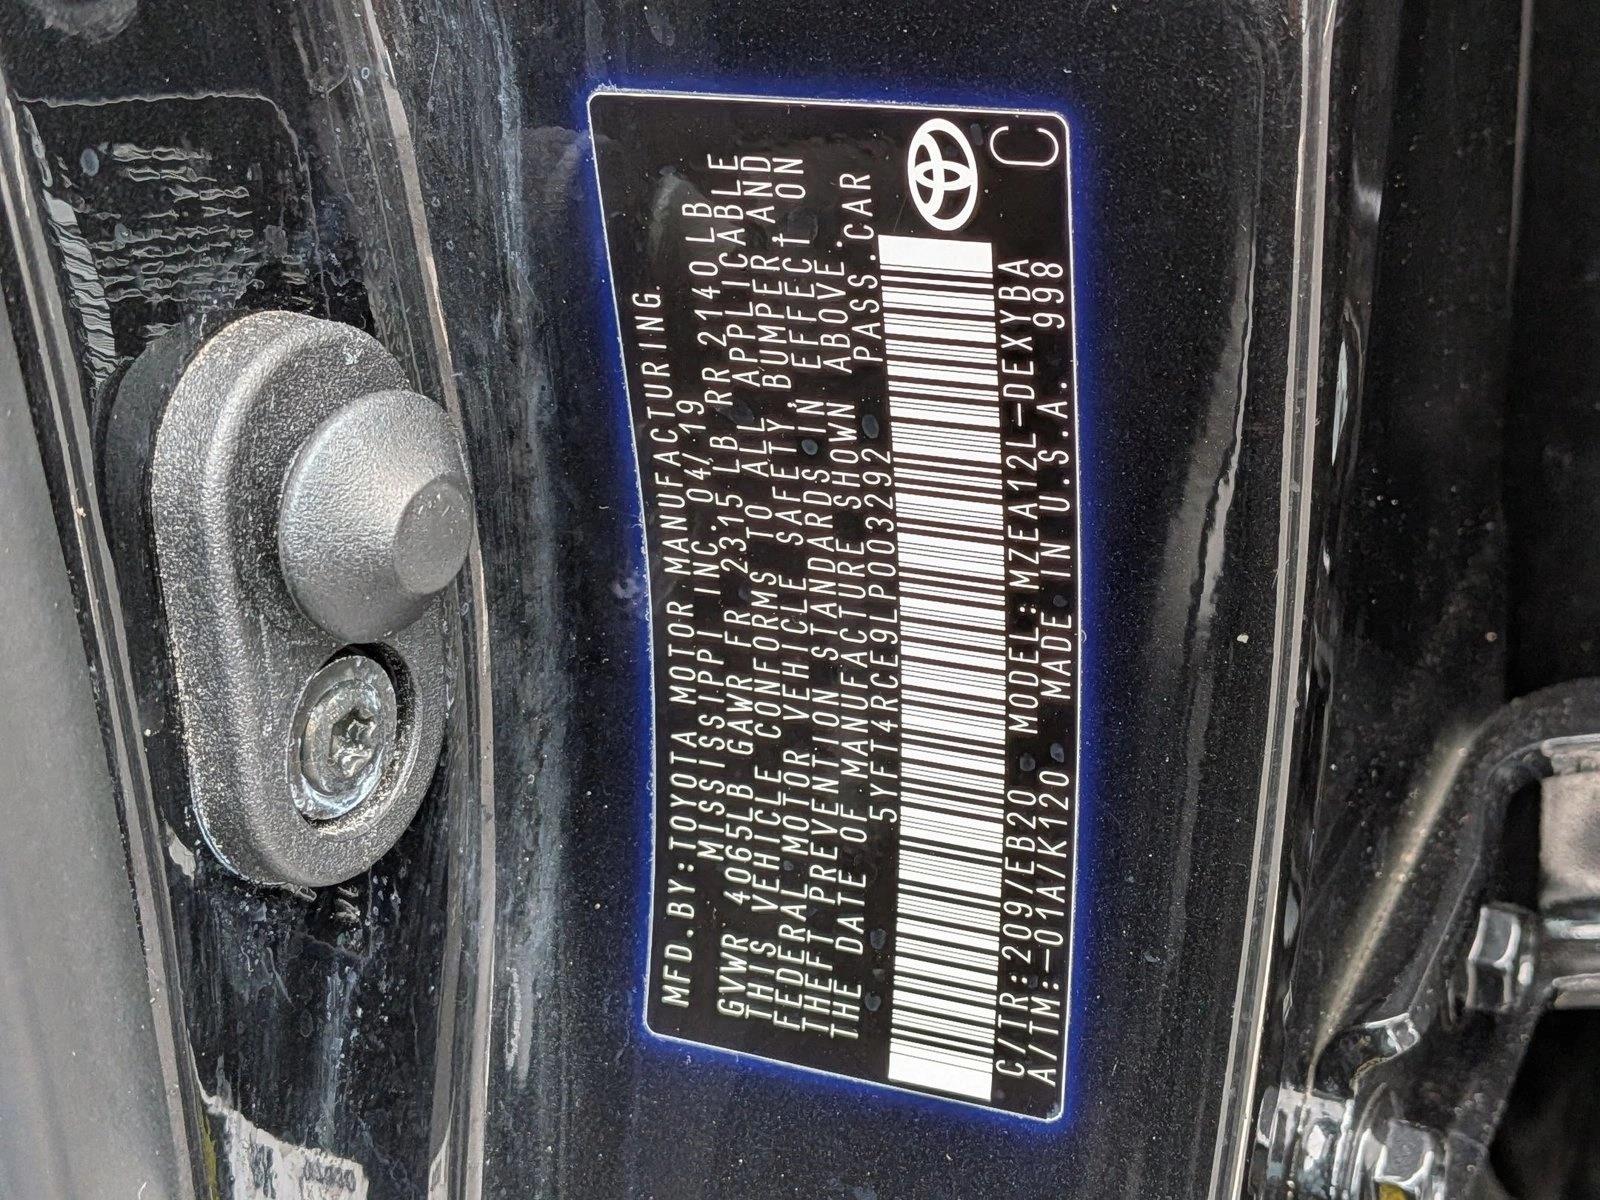 MFD.BY:TOYOTA MOTOR MANUFACTURING.
MISSISSIPPI INC. 04/19
GVWR 4065LB GAWR FR 2315 LB RR 2140 LB
THIS VEHICLE CONFORMS TO ALL APPLICABLE
FEDERAL MOTOR VEHICLE SAFETY, BUMPER, AND
THEFT PREVENTION STANDARDS IN EFFECT ON
THE DATE OF MANUFACTURE SHOWN ABOVE.
5YFT4RCE9LP003292 PASS.CAR
C/TR:209/EB20 MODEL:MZEA12L-DEXYBA
A/TM:-01A/K120 MADE IN U.S.A. 998
C